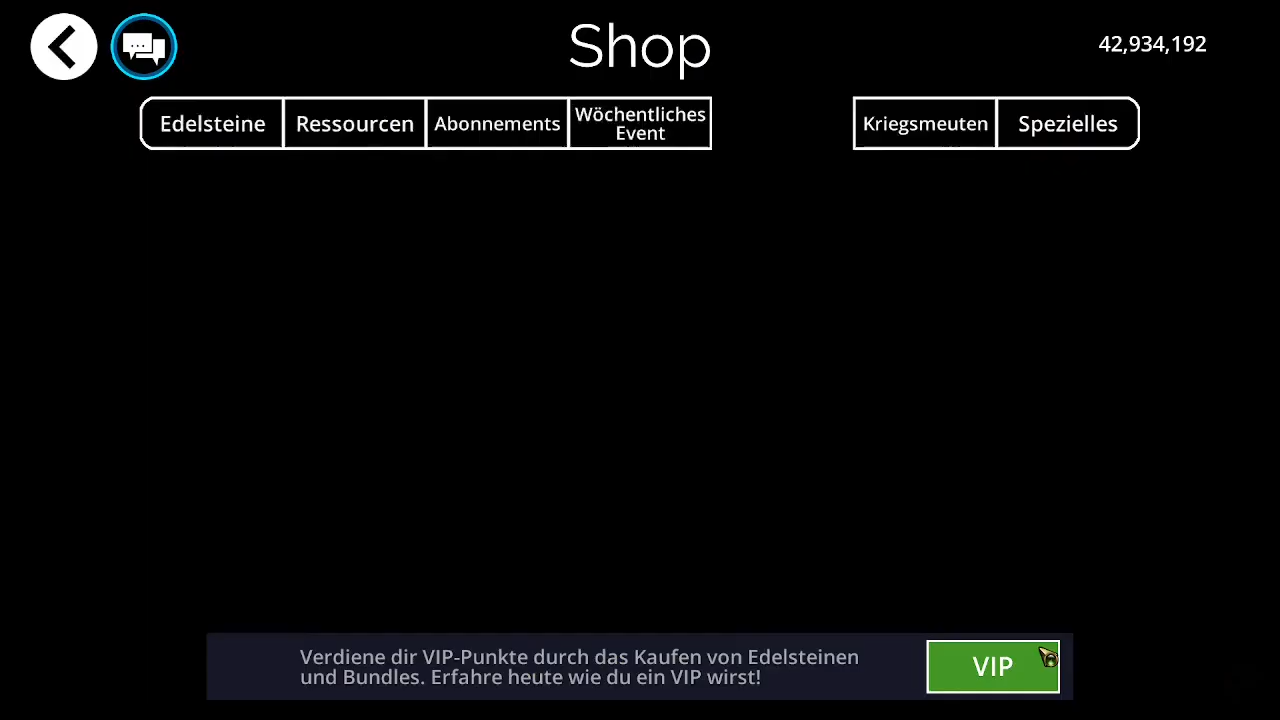 Shop
42,934,192
Edelsteine
Ressourcen
Abonnements
Wöchentliches
Event
Kriegsmeuten
Spezielles
Verdiene dir VIP-Punkte durch das Kaufen von Edelsteinen
und Bundles. Erfahre heute wie du ein VIP wirst!
VIP